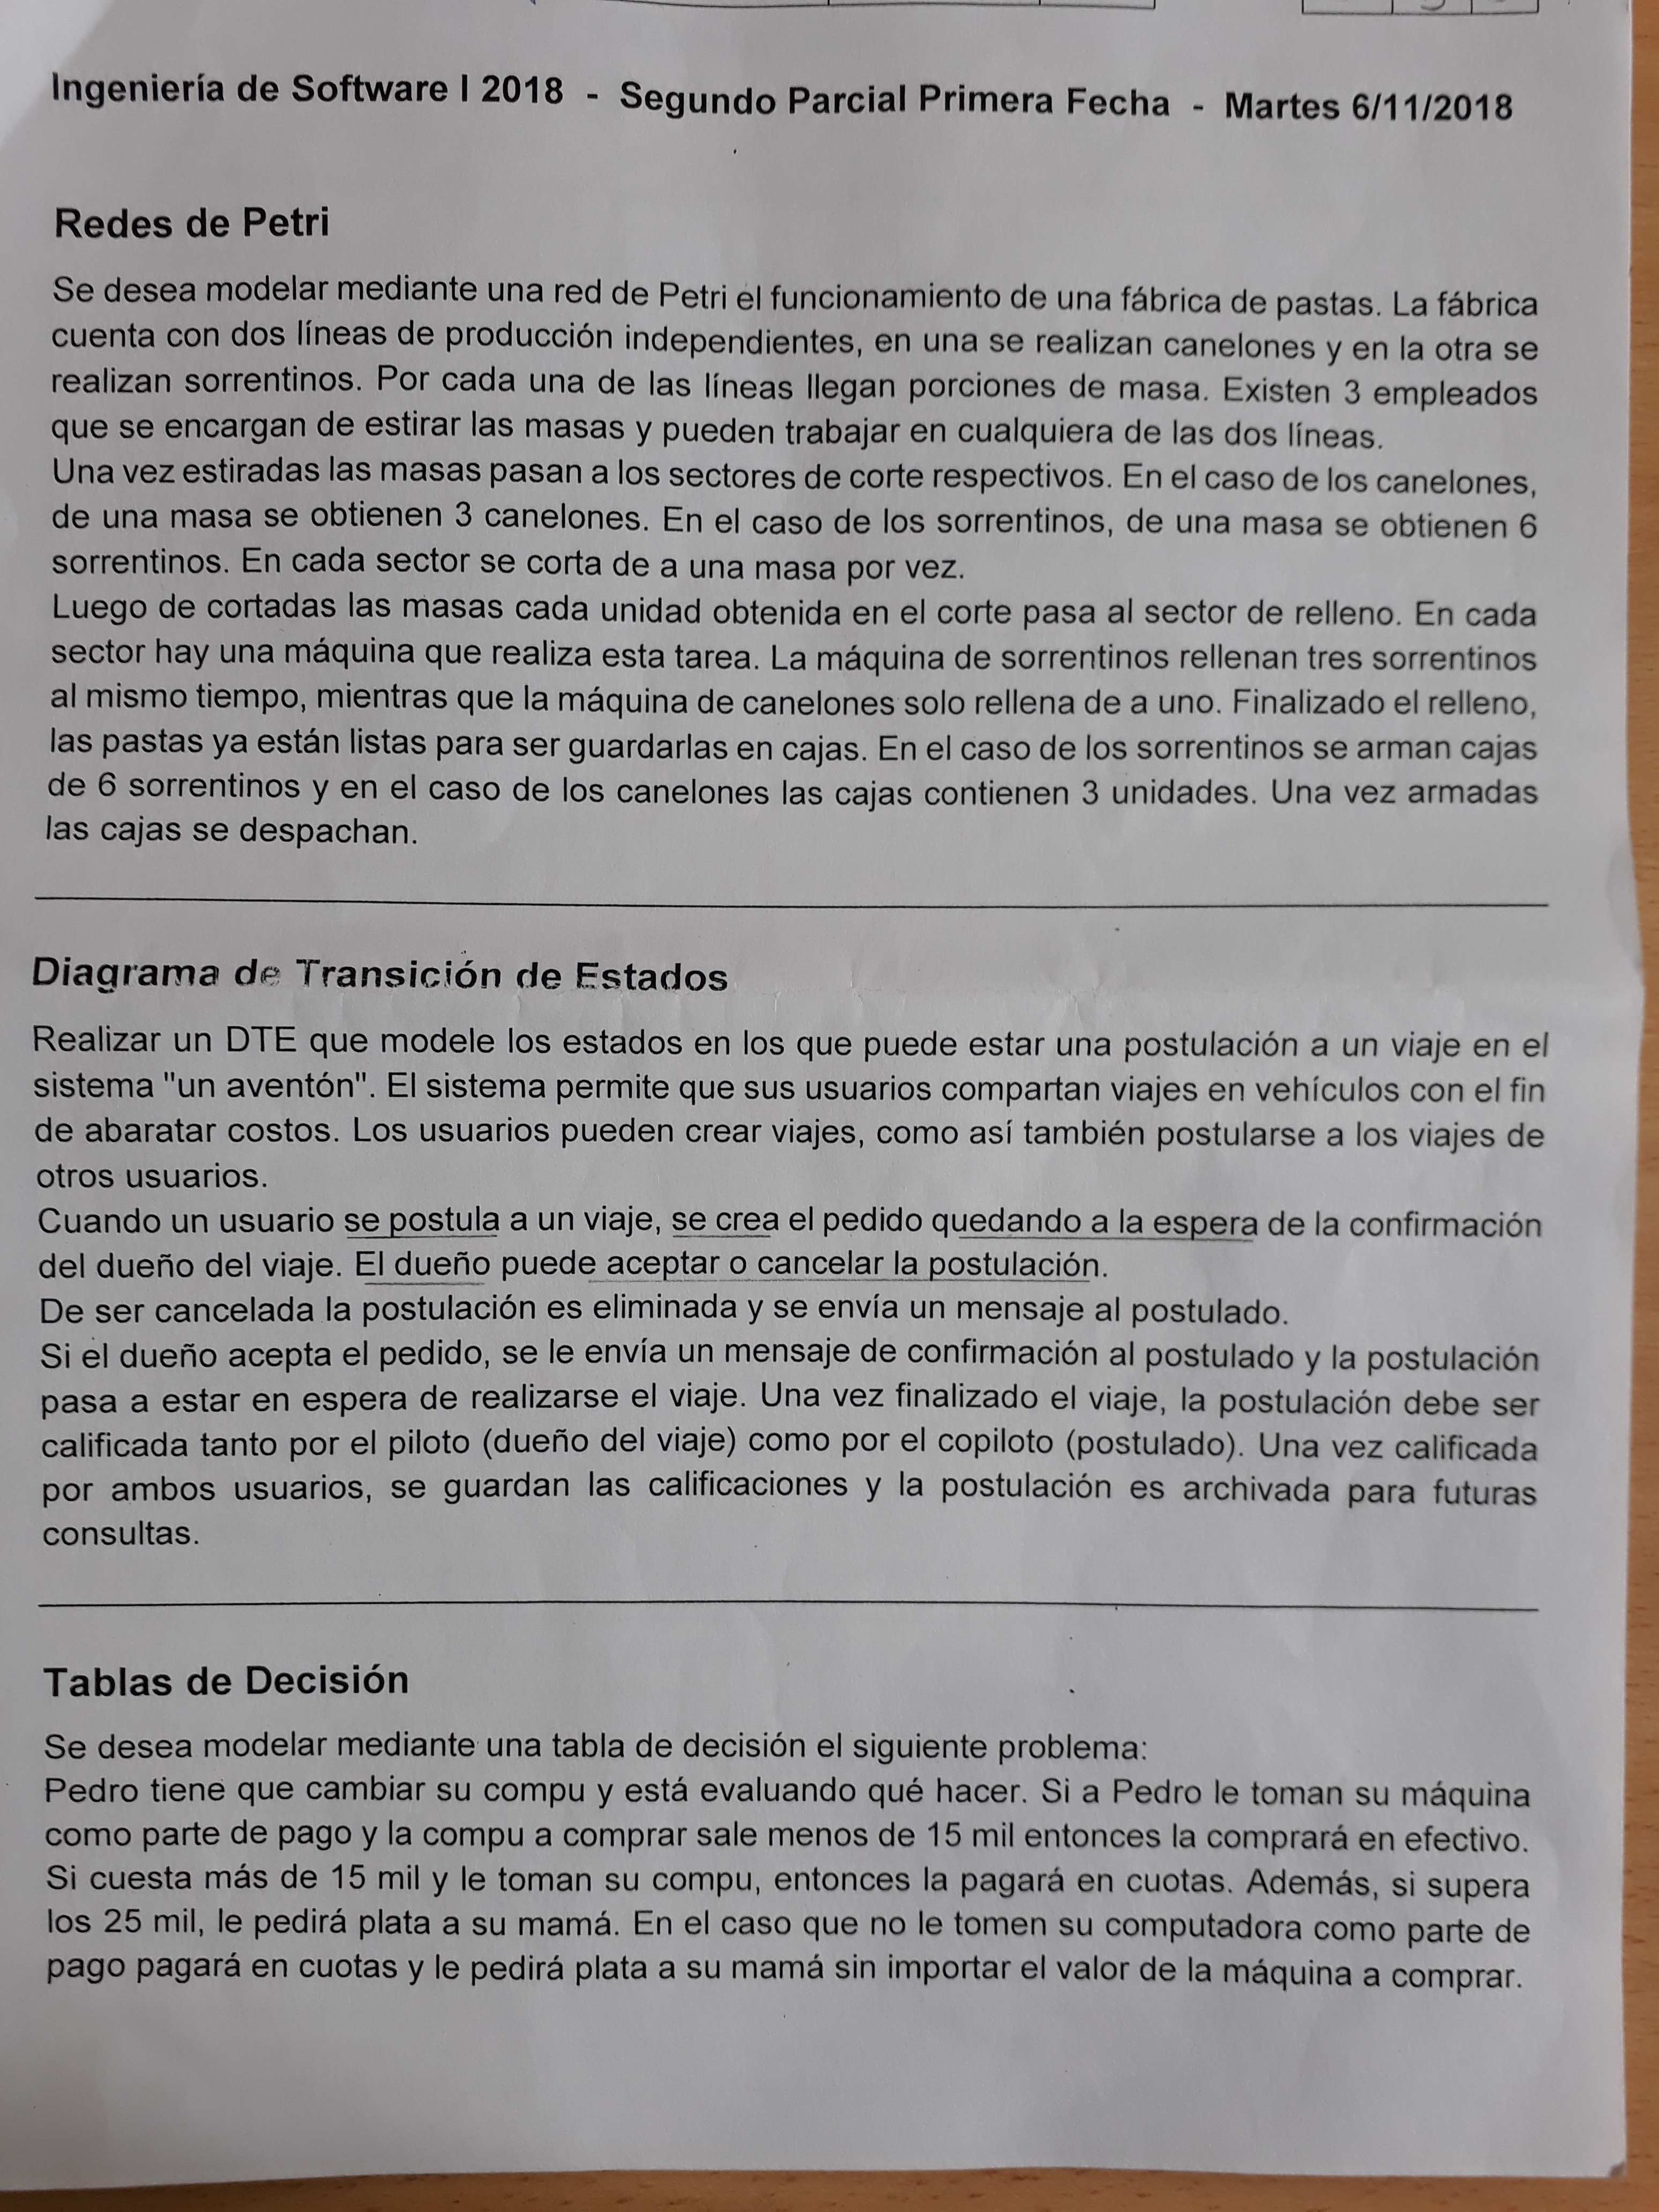 Ingeniería de Software I 2018 - Segundo Parcial Primera Fecha - Martes 6/11/2018
Redes de Petri
Se desea modelar mediante una red de Petri el funcionamiento de una fábrica de pastas. La fábrica
cuenta con dos líneas de producción independientes, en una se realizan canelones y en la otra se
realizan sorrentinos. Por cada una de las líneas llegan porciones de masa. Existen 3 empleados
que se encargan de estirar las masas y pueden trabajar en cualquiera de las dos líneas.
Una vez estiradas las masas pasan a los sectores de corte respectivos. En el caso de los canelones,
de una masa se obtienen 3 canelones. En el caso de los sorrentinos, de una masa se obtienen 6
sorrentinos. En cada sector se corta de a una masa por vez.
Luego de cortadas las masas cada unidad obtenida en el corte pasa al sector de relleno. En cada
sector hay una máquina que realiza esta tarea. La máquina de sorrentinos rellenan tres sorrentinos
al mismo tiempo, mientras que la máquina de canelones solo rellena de a uno. Finalizado el relleno,
las pastas ya están listas para ser guardarlas en cajas. En el caso de los sorrentinos se arman cajas
de 6 sorrentinos y en el caso de los canelones las cajas contienen 3 unidades. Una vez armadas
las cajas se despachan.
Diagrama de Transición de Estados
Realizar un DTE que modele los estados en los que puede estar una postulación a un viaje en el
sistema "un aventón". El sistema permite que sus usuarios compartan viajes en vehículos con el fin
de abaratar costos. Los usuarios pueden crear viajes, como así también postularse a los viajes de
otros usuarios.
Cuando un usuario se postula a un viaje, se crea el pedido quedando a la espera de la confirmación
del dueño del viaje. El dueño puede aceptar o cancelar la postulación.
De ser cancelada la postulación es eliminada y se envía un mensaje al postulado.
Si el dueño acepta el pedido, se le envía un mensaje de confirmación al postulado y la postulación
pasa a estar en espera de realizarse el viaje. Una vez finalizado el viaje, la postulación debe ser
calificada tanto por el piloto (dueño del viaje) como por el copiloto (postulado). Una vez calificada
por ambos usuarios, se guardan las calificaciones y la postulación es archivada para futuras
consultas.
Tablas de Decisión
Se desea modelar mediante una tabla de decisión el siguiente problema:
Pedro tiene que cambiar su compu y está evaluando qué hacer. Si a Pedro le toman su máquina
como parte de pago y la compu a comprar sale menos de 15 mil entonces la comprará en efectivo.
Si cuesta más de 15 mil y le toman su compu, entonces la pagará en cuotas. Además, si supera
los 25 mil, le pedirá plata a su mamá. En el caso que no le tomen su computadora como parte de
pago pagará en cuotas y le pedirá plata a su mamá sin importar el valor de la máquina a comprar.